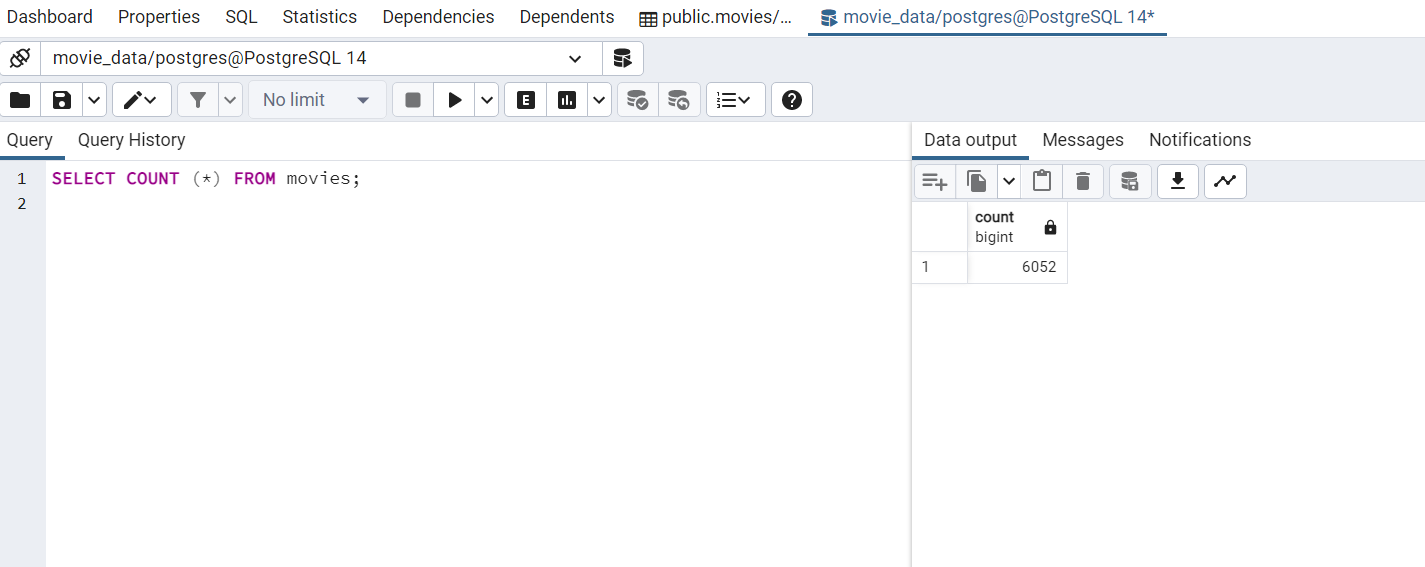 Dashboard Properties SQL Statistics Dependencies Dependents public.movies/... movie_data/postgres@PostgreSQL 14*
movie_data/postgres@PostgreSQL 14
No limit E
Query Query History
1 SELECT COUNT (*) FROM movies;
2
Data output Messages Notifications
count
bigint
1 6052